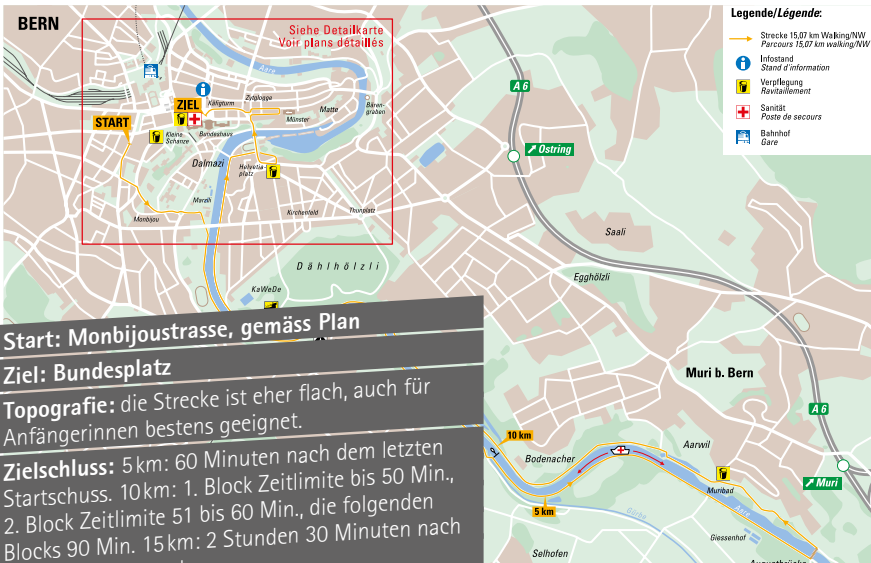 BERN
Siehe Detailkarte
Voir plans détaillés
Aare
Zytglogge
Käfigturm
ZIEL
START
Kleine
Schanze
Bundeshaus
Münster
Matte
Bären-
graben
Dalmazi
Helvetia-
platz
Marzili
Monbijou
Kirchenfeld
Thunplatz
Dählhölzli
KaWeDe
A 6
Ostring
Saali
Egghölzli
Muri b. Bern
A 6
Muri
10 km
Bodenacher
Aarwil
5 km
Muribad
Aare
Gürbe
Giessenhof
Selhofen
Legende/Légende:
Strecke 15,07 km Walking/NW
Parcours 15,07 km walking/NW
Infostand
Stand d'information
Verpflegung
Ravitaillement
Sanität
Poste de secours
Bahnhof
Gare
Start: Monbijoustrasse, gemäss Plan
Ziel: Bundesplatz
Topografie: die Strecke ist eher flach, auch für
Anfängerinnen bestens geeignet.
Zielschluss: 5 km: 60 Minuten nach dem letzten
Startschuss. 10 km: 1. Block Zeitlimite bis 50 Min.,
2. Block Zeitlimite 51 bis 60 Min., die folgenden
Blocks 90 Min. 15 km: 2 Stunden 30 Minuten nach